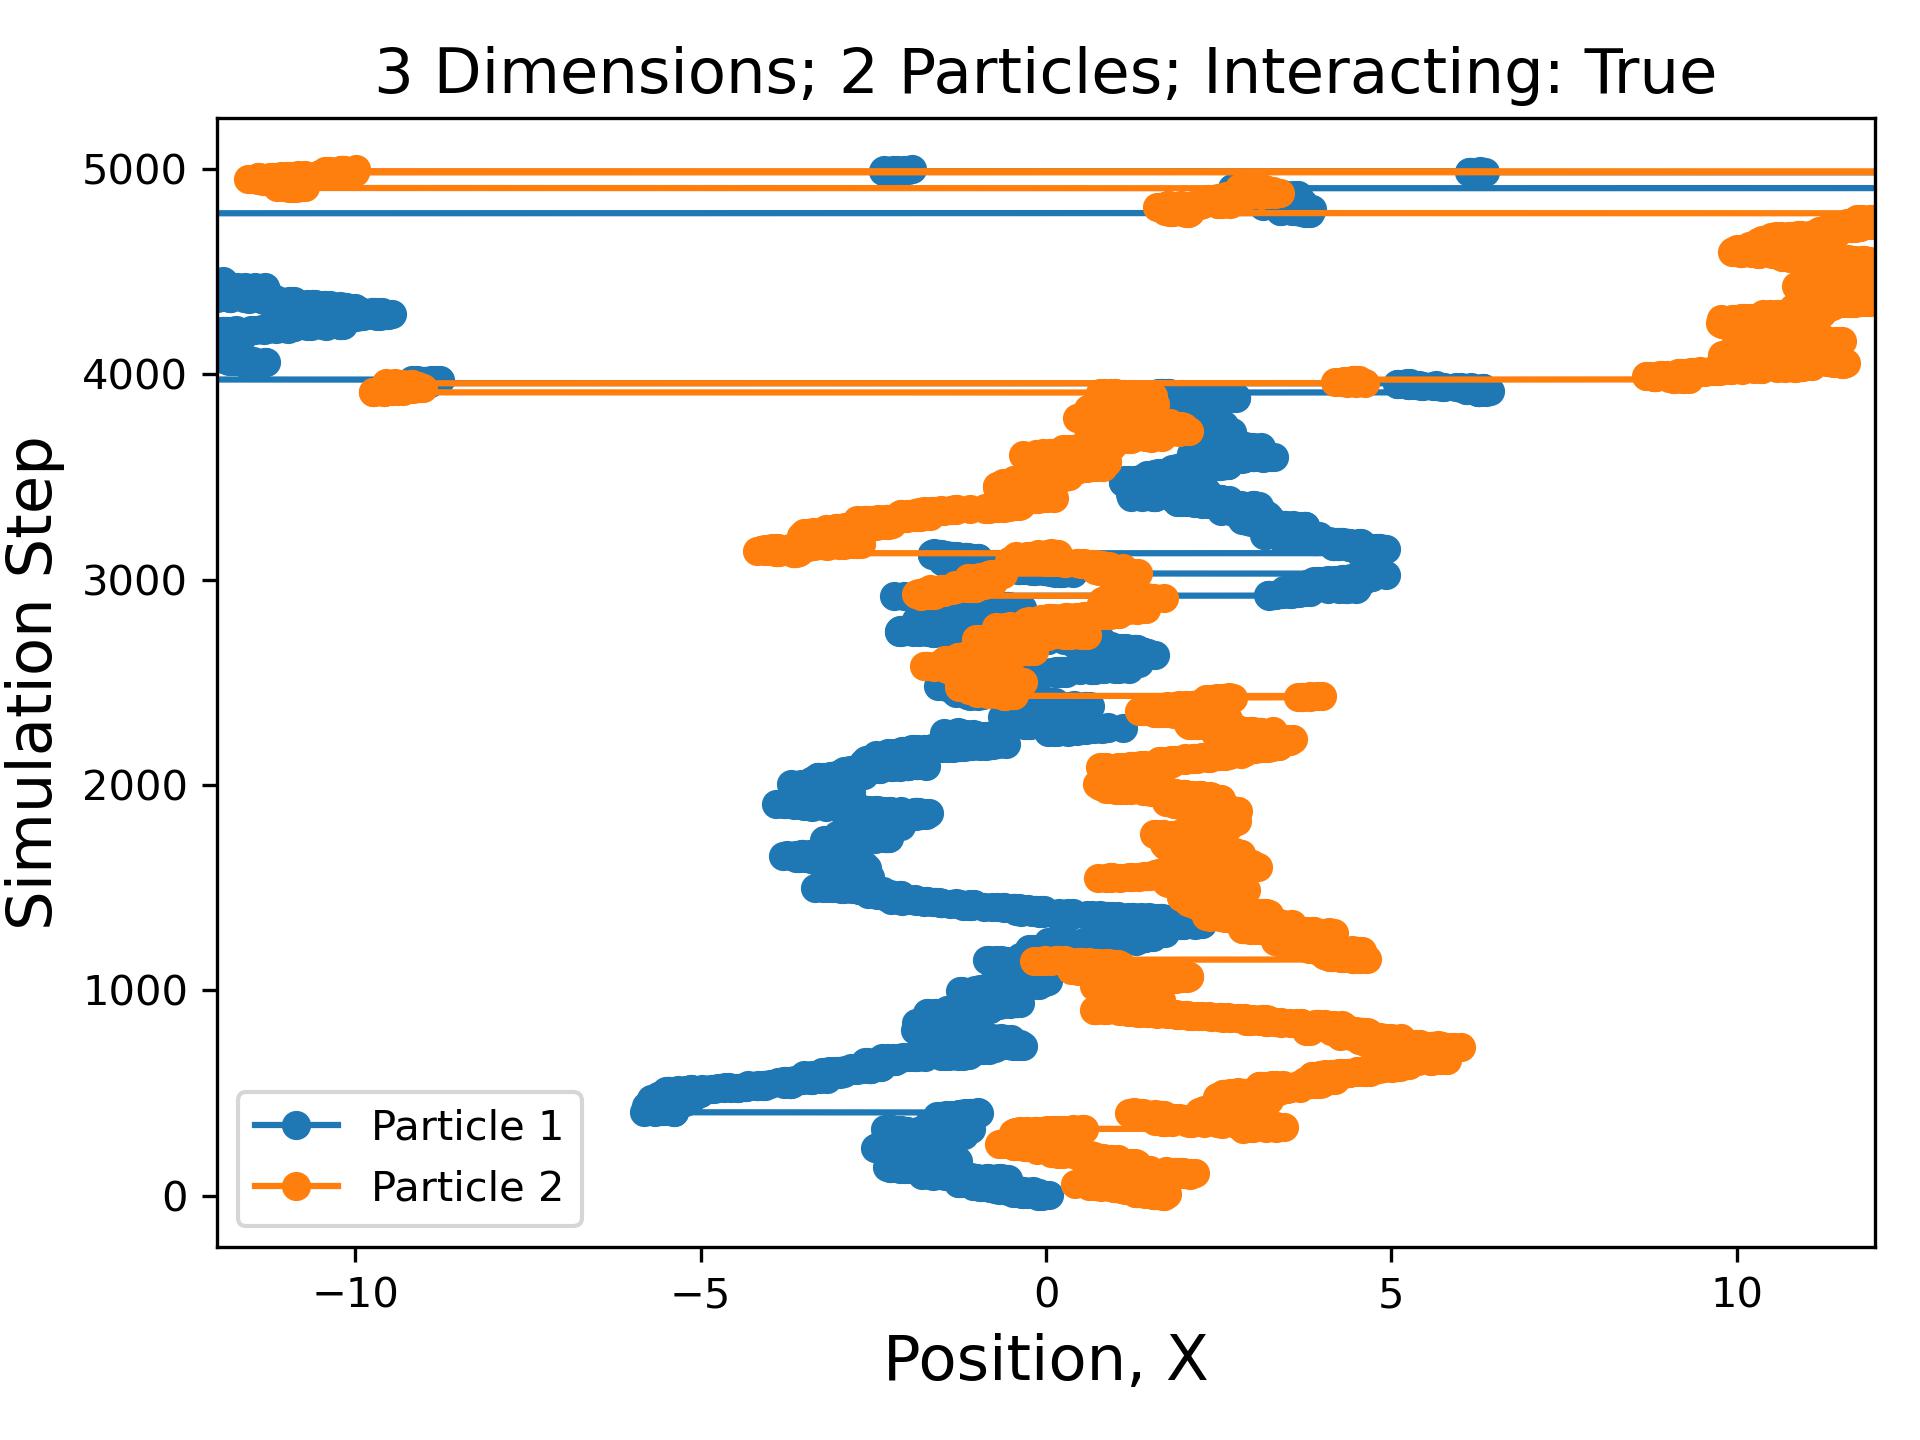 3 Dimensions; 2 Particles; Interacting: True
Simulation Step
5000
4000
3000
2000
1000
0
Particle 1
Particle 2
−10
−5
0
5
10
Position, X